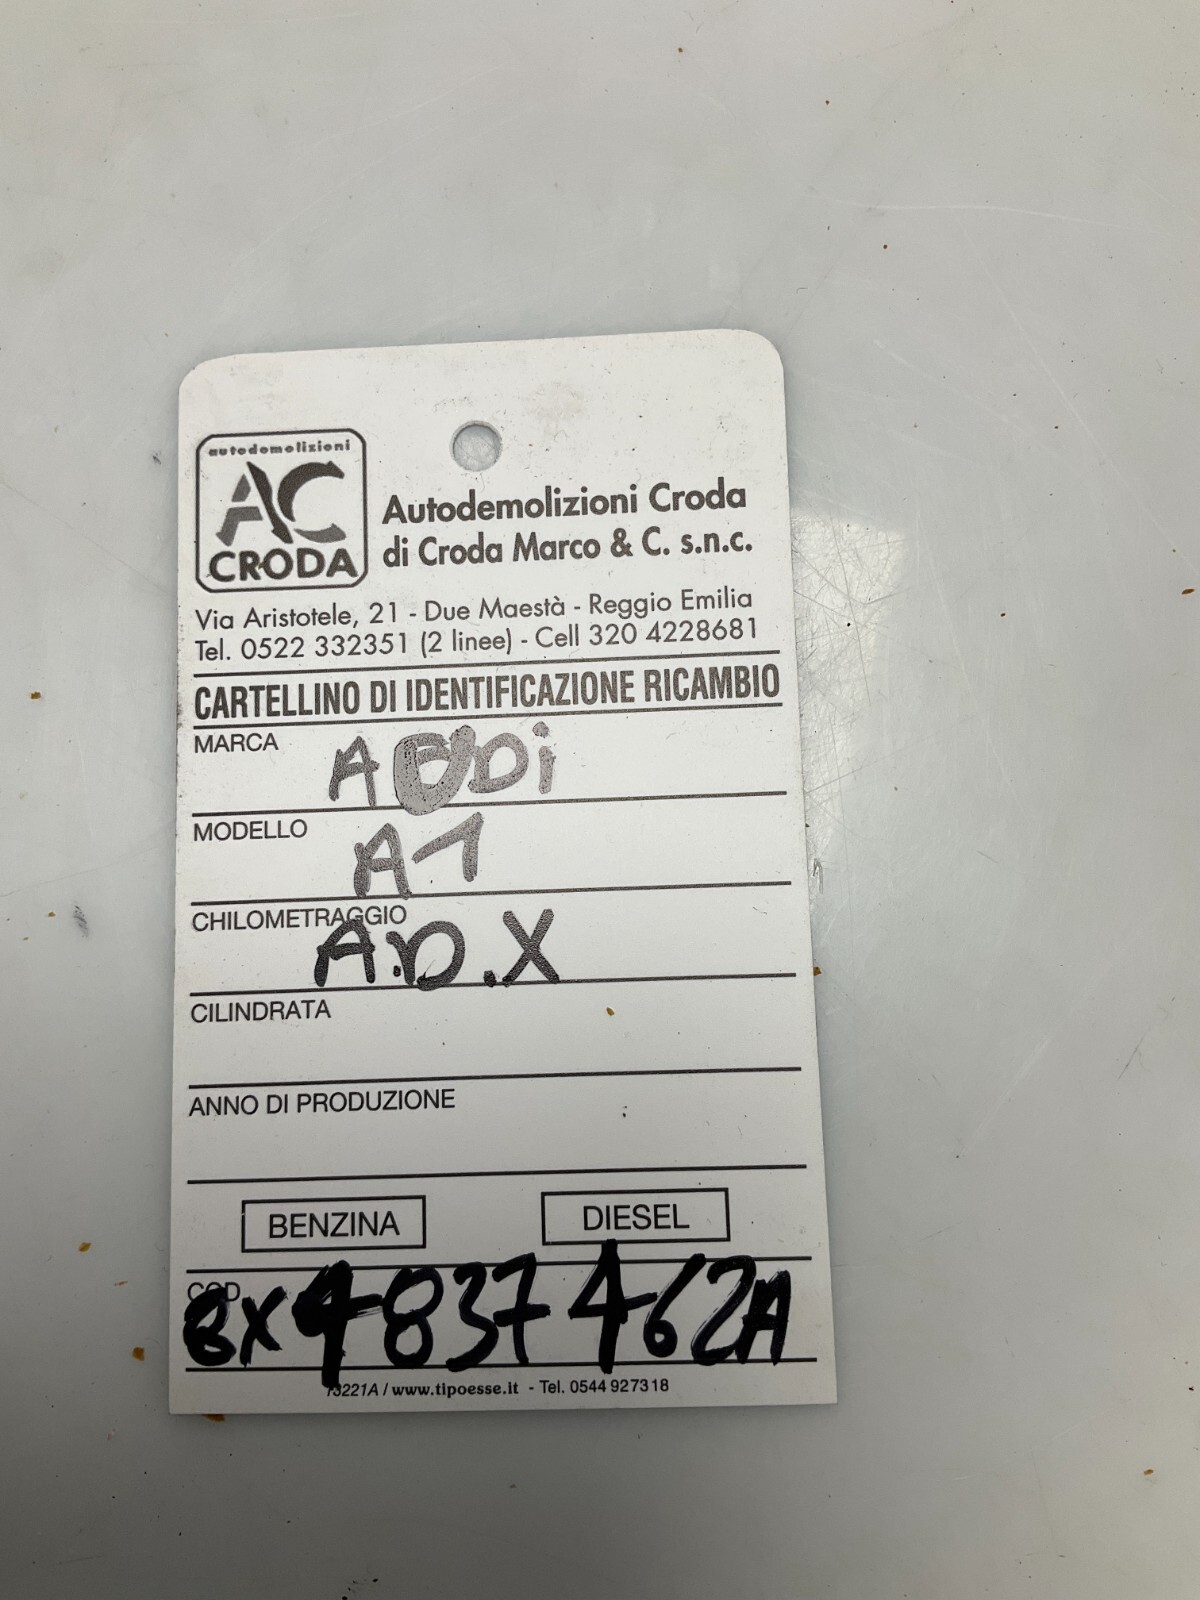 autodemolizioni
AC
CRODA
Autodemolizioni Croda
di Croda Marco & C. s.n.c.
Via Aristotele, 21 - Due Maestà - Reggio Emilia
Tel. 0522 332351 (2 linee) - Cell 320 4228681
CARTELLINO DI IDENTIFICAZIONE RICAMBIO
MARCA AUDi
MODELLO A1
CHILOMETRAGGIO A.D.X
CILINDRATA
ANNO DI PRODUZIONE
BENZINA DIESEL
COD 8X4837462A
13221A / www.tipoesse.it - Tel. 0544 927318